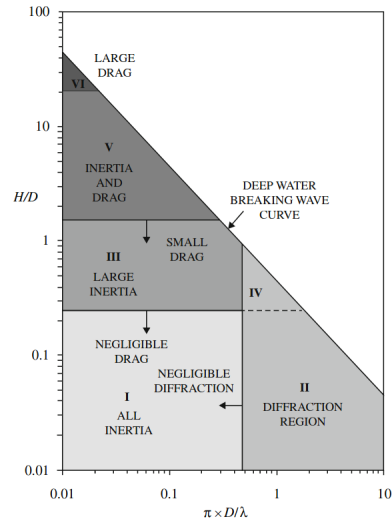 100
LARGE
DRAG
VI
10
V
INERTIA
AND
DRAG
H/D
DEEP WATER
BREAKING WAVE
CURVE
1
III
SMALL
DRAG
LARGE
INERTIA
IV
NEGLIGIBLE
DRAG
0.1
NEGLIGIBLE
DIFFRACTION
I
ALL
INERTIA
II
DIFFRACTION
REGION
0.01
0.01
0.1
1
10
π × D/λ